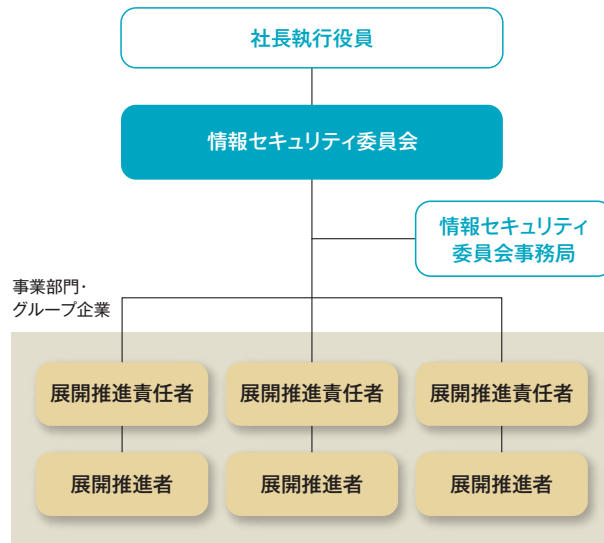 社長執行役員
情報セキュリティ委員会
情報セキュリティ
委員会事務局
事業部門・
グループ企業
展開推進責任者
展開推進責任者
展開推進責任者
展開推進者
展開推進者
展開推進者